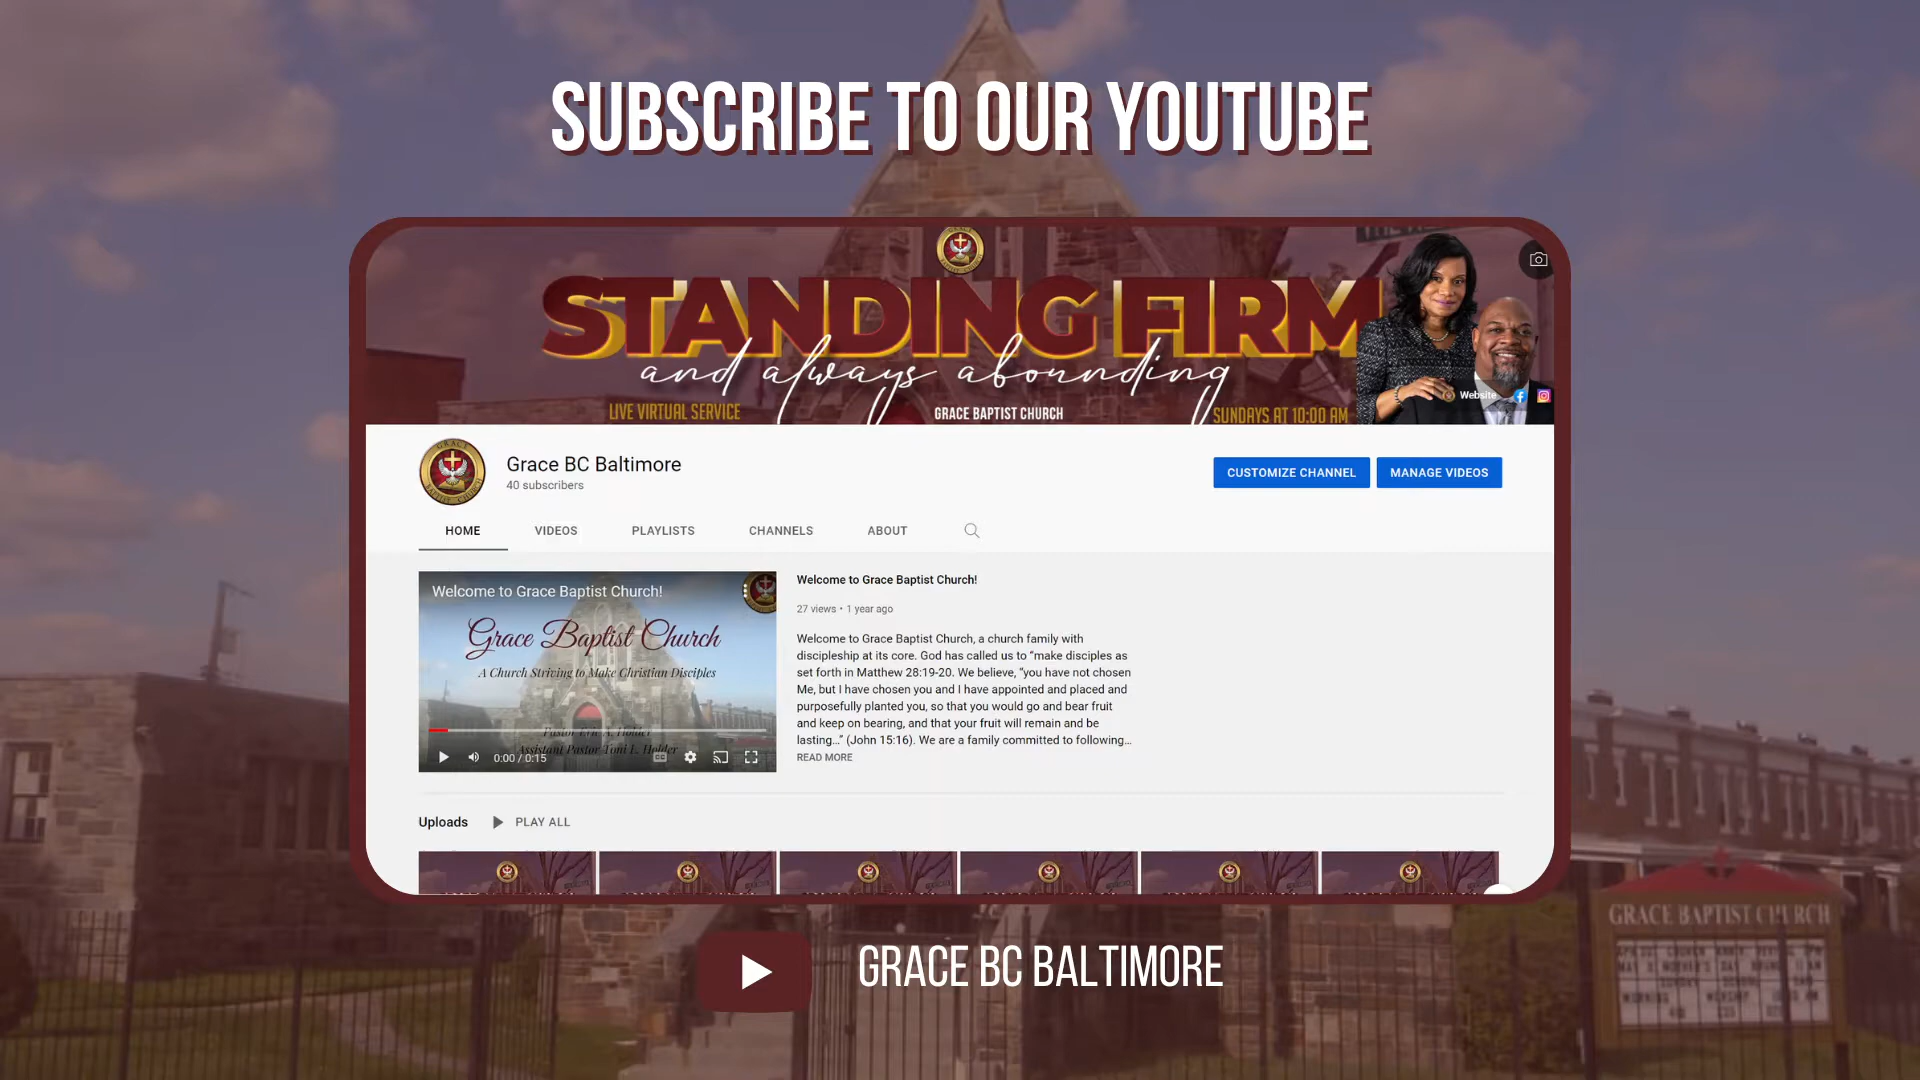 SUBSCRIBE TO OUR YOUTUBE
STANDING FIRM
and always abounding
LIVE VIRTUAL SERVICE
GRACE BAPTIST CHURCH
SUNDAYS AT 10:00 AM
Website
Grace BC Baltimore
40 subscribers
CUSTOMIZE CHANNEL
MANAGE VIDEOS
HOME
VIDEOS
PLAYLISTS
CHANNELS
ABOUT
Welcome to Grace Baptist Church!
Grace Baptist Church
A Church Striving to Make Christian Disciples
Pastor Eric A. Holder
Assistant Pastor Toni L. Holder
0:00 / 0:15
Welcome to Grace Baptist Church!
27 views • 1 year ago
Welcome to Grace Baptist Church, a church family with
discipleship at its core. God has called us to “make disciples as
set forth in Matthew 28:19-20. We believe, “you have not chosen
Me, but I have chosen you and I have appointed and placed and
purposefully planted you, so that you would go and bear fruit
and keep on bearing, and that your fruit will remain and be
lasting...” (John 15:16). We are a family committed to following...
READ MORE
Uploads
PLAY ALL
GRACE BAPTIST CHURCH
GRACE BC BALTIMORE